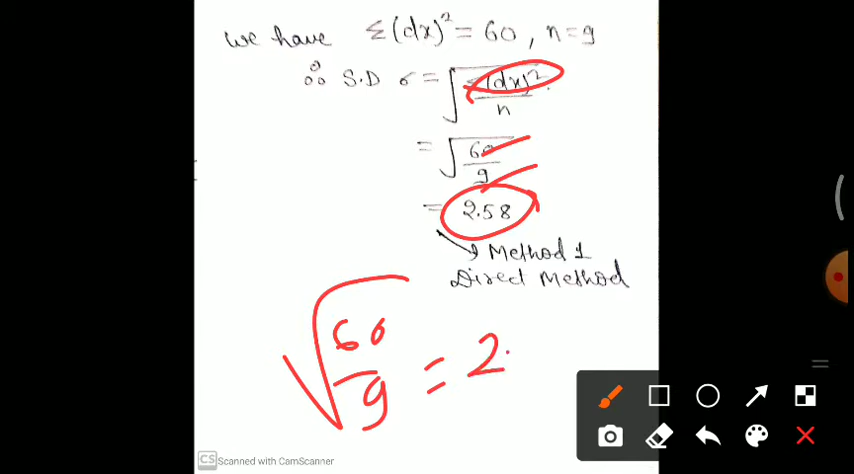 we have Σ(dx)² = 60, n=9
∴ S.D σ = √Σ(dx)²/n
= √60/9
= 2.58
→ Method 1
Direct Method
√60/9 = 2.
CS Scanned with CamScanner